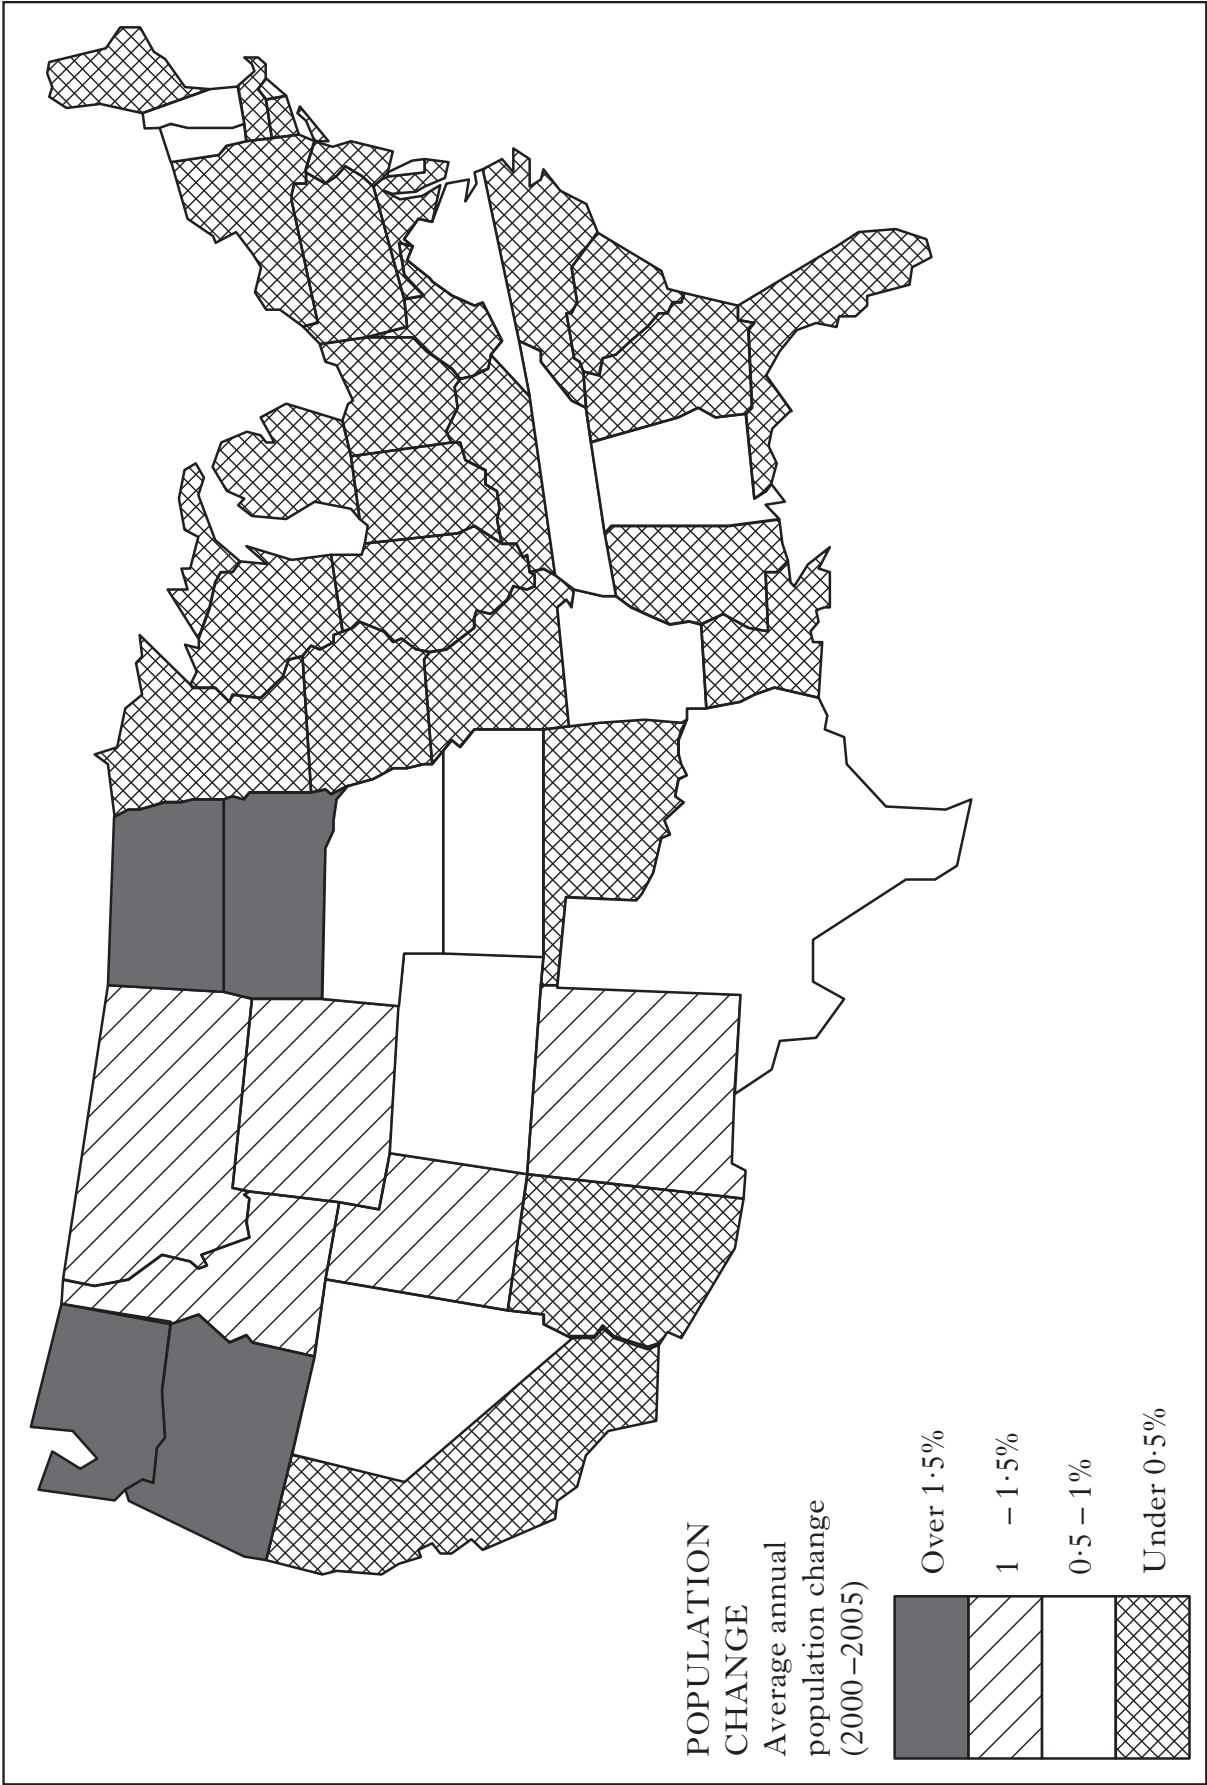 POPULATION
CHANGE
Average annual
population change
(2000–2005)
Over 1·5%
1 – 1·5%
0·5 – 1%
Under 0·5%